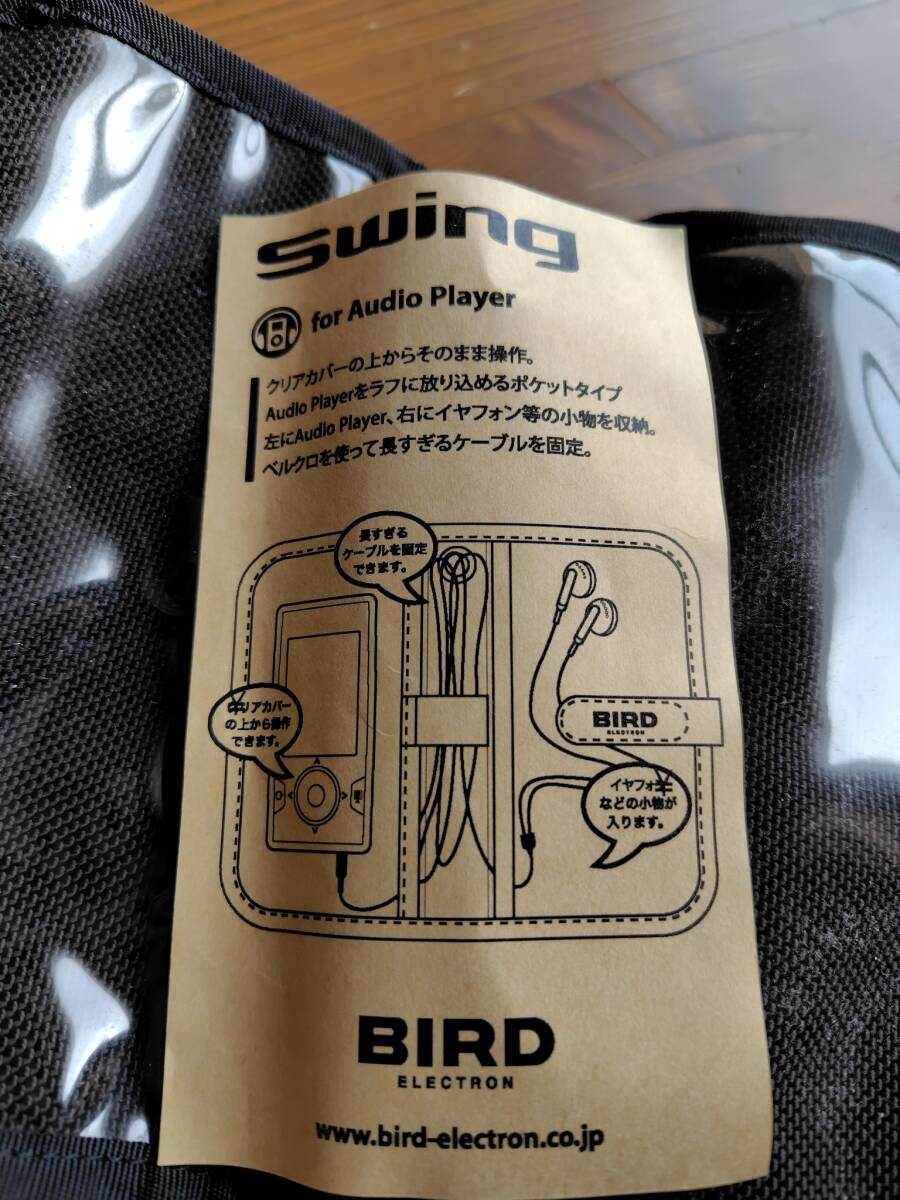 swing
for Audio Player
クリアカバーの上からそのまま操作。
Audio Playerをラフに放り込めるポケットタイプ
左にAudio Player、右にイヤフォン等の小物を収納。
ベルクロを使って長すぎるケーブルを固定。
長すぎる
ケーブルを固定
できます。
クリアカバー
の上から操作
できます。
BIRD
ELECTRON
イヤフォン
などの小物が
入ります。
BIRD
ELECTRON
www.bird-electron.co.jp